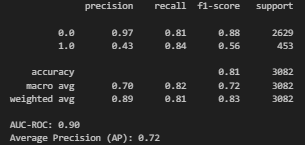 precision recall f1-score support
0.0 0.97 0.81 0.88 2629
1.0 0.43 0.84 0.56 453
accuracy 0.81 3082
macro avg 0.70 0.82 0.72 3082
weighted avg 0.89 0.81 0.83 3082
AUC-ROC: 0.90
Average Precision (AP): 0.72